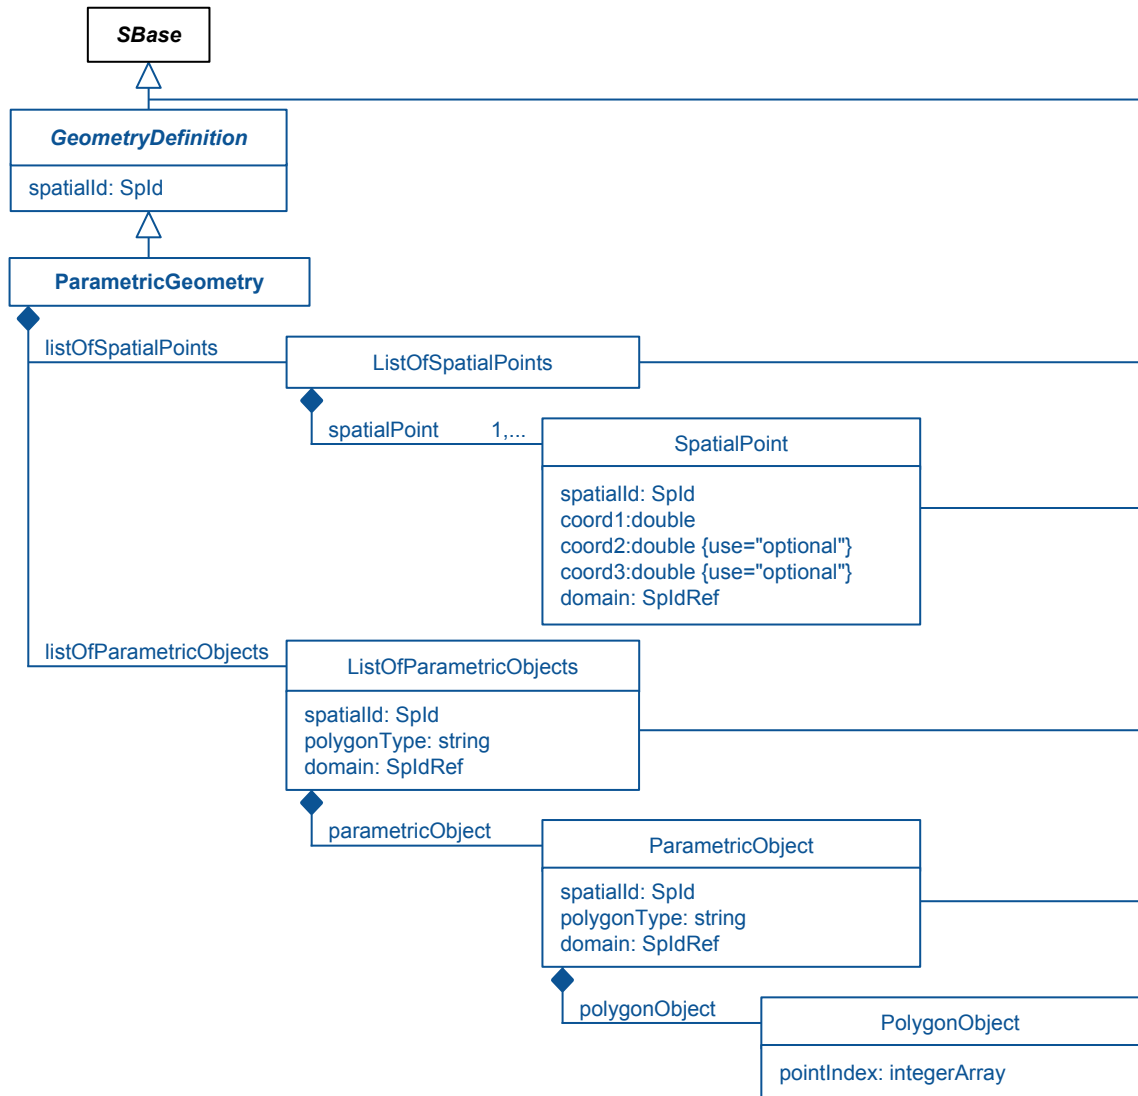 SBase
GeometryDefinition
spatialId: SpId
ParametricGeometry
listOfSpatialPoints
ListOfSpatialPoints
spatialPoint 1,...
SpatialPoint
spatialId: SpId
coord1:double
coord2:double {use="optional"}
coord3:double {use="optional"}
domain: SpIdRef
listOfParametricObjects
ListOfParametricObjects
spatialId: SpId
polygonType: string
domain: SpIdRef
parametricObject
ParametricObject
spatialId: SpId
polygonType: string
domain: SpIdRef
polygonObject
PolygonObject
pointIndex: integerArray